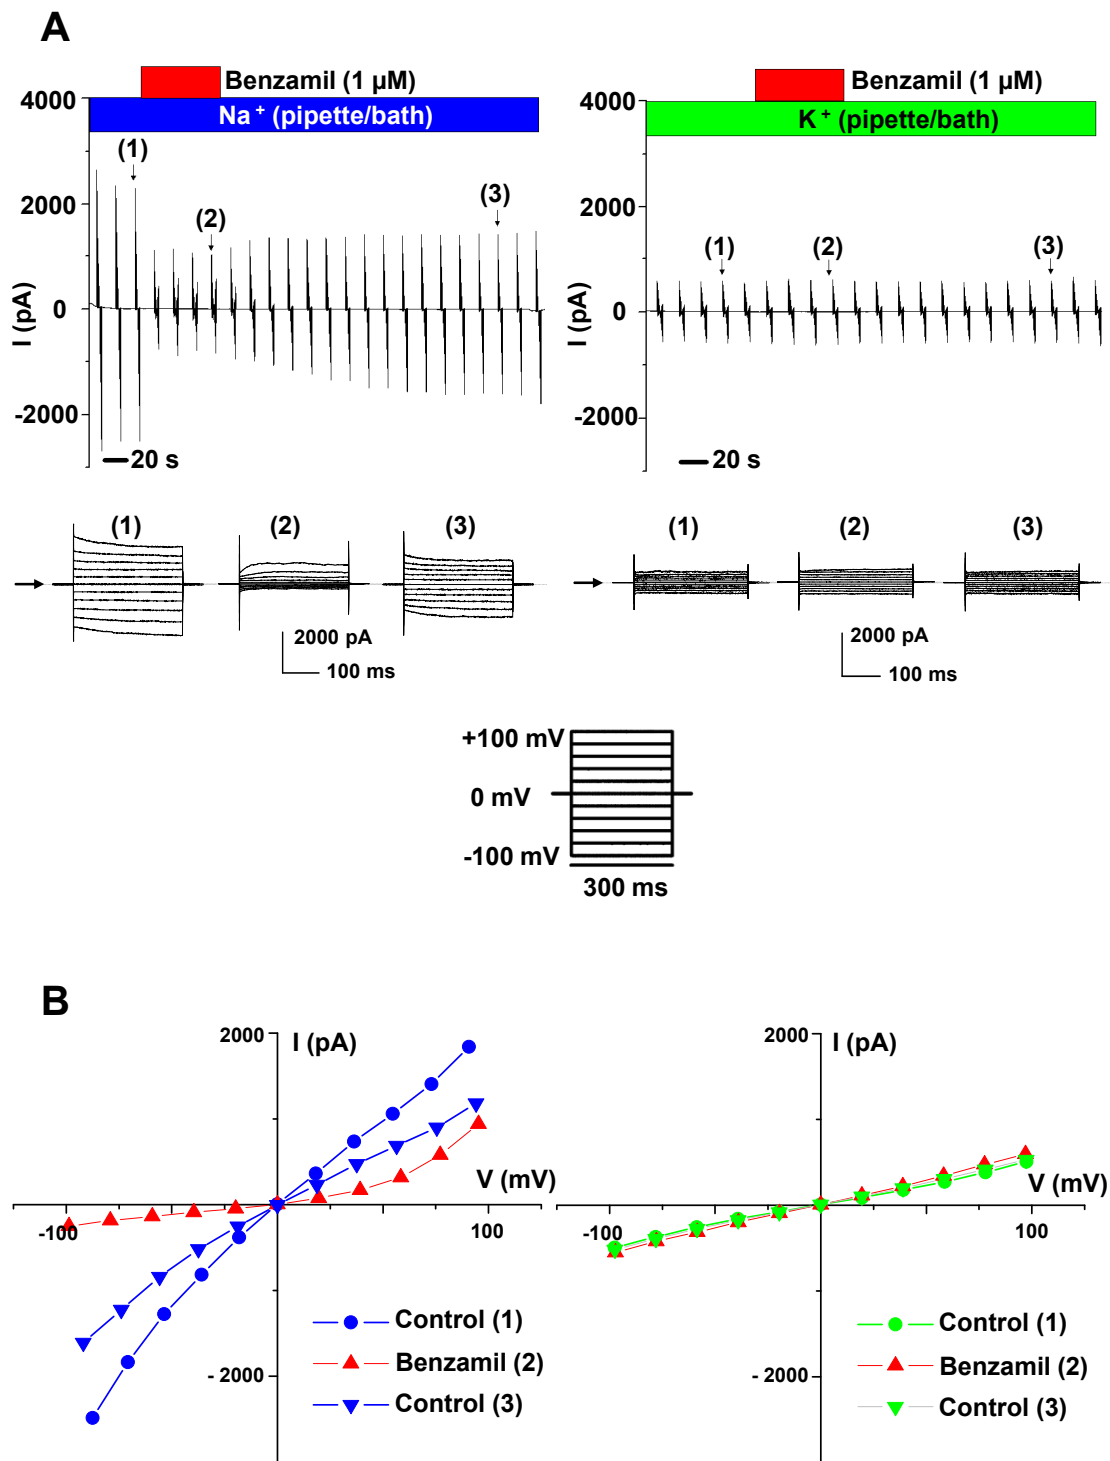 A
Benzamil (1 µM)
Na + (pipette/bath)
4000
2000
0
-2000
I (pA)
(1)
(2)
(3)
20 s
Benzamil (1 µM)
K + (pipette/bath)
4000
2000
0
-2000
I (pA)
(1)
(2)
(3)
20 s
(1)
(2)
(3)
2000 pA
100 ms
(1)
(2)
(3)
2000 pA
100 ms
+100 mV
0 mV
-100 mV
300 ms
B
2000
I (pA)
V (mV)
-100
100
- 2000
Control (1)
Benzamil (2)
Control (3)
2000
I (pA)
V (mV)
-100
100
- 2000
Control (1)
Benzamil (2)
Control (3)